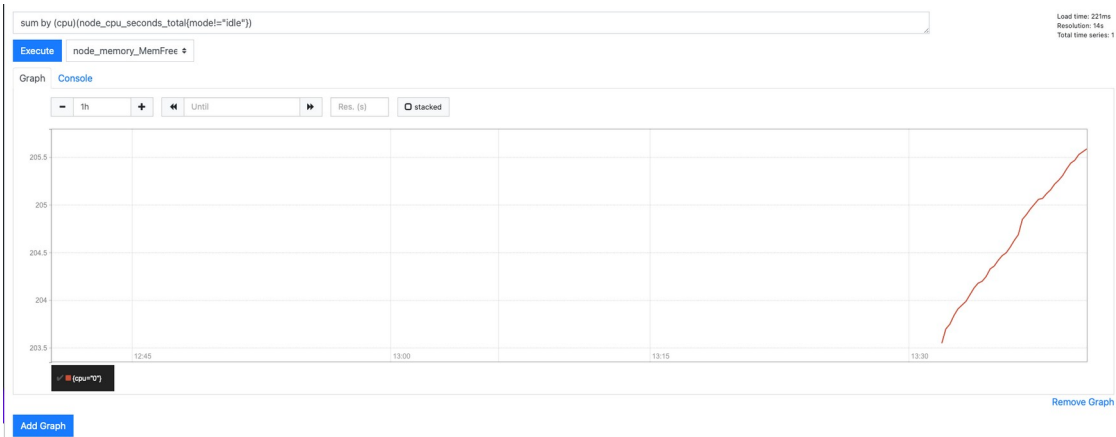 sum by (cpu)(node_cpu_seconds_total{mode!="idle"})
Load time: 221ms
Resolution: 14s
Total time series: 1
Execute node_memory_MemFree
Graph Console
− 1h + Until Res. (s) stacked
205.5
205
204.5
204
203.5
12:45 13:00 13:15 13:30
{cpu="0"}
Remove Graph
Add Graph